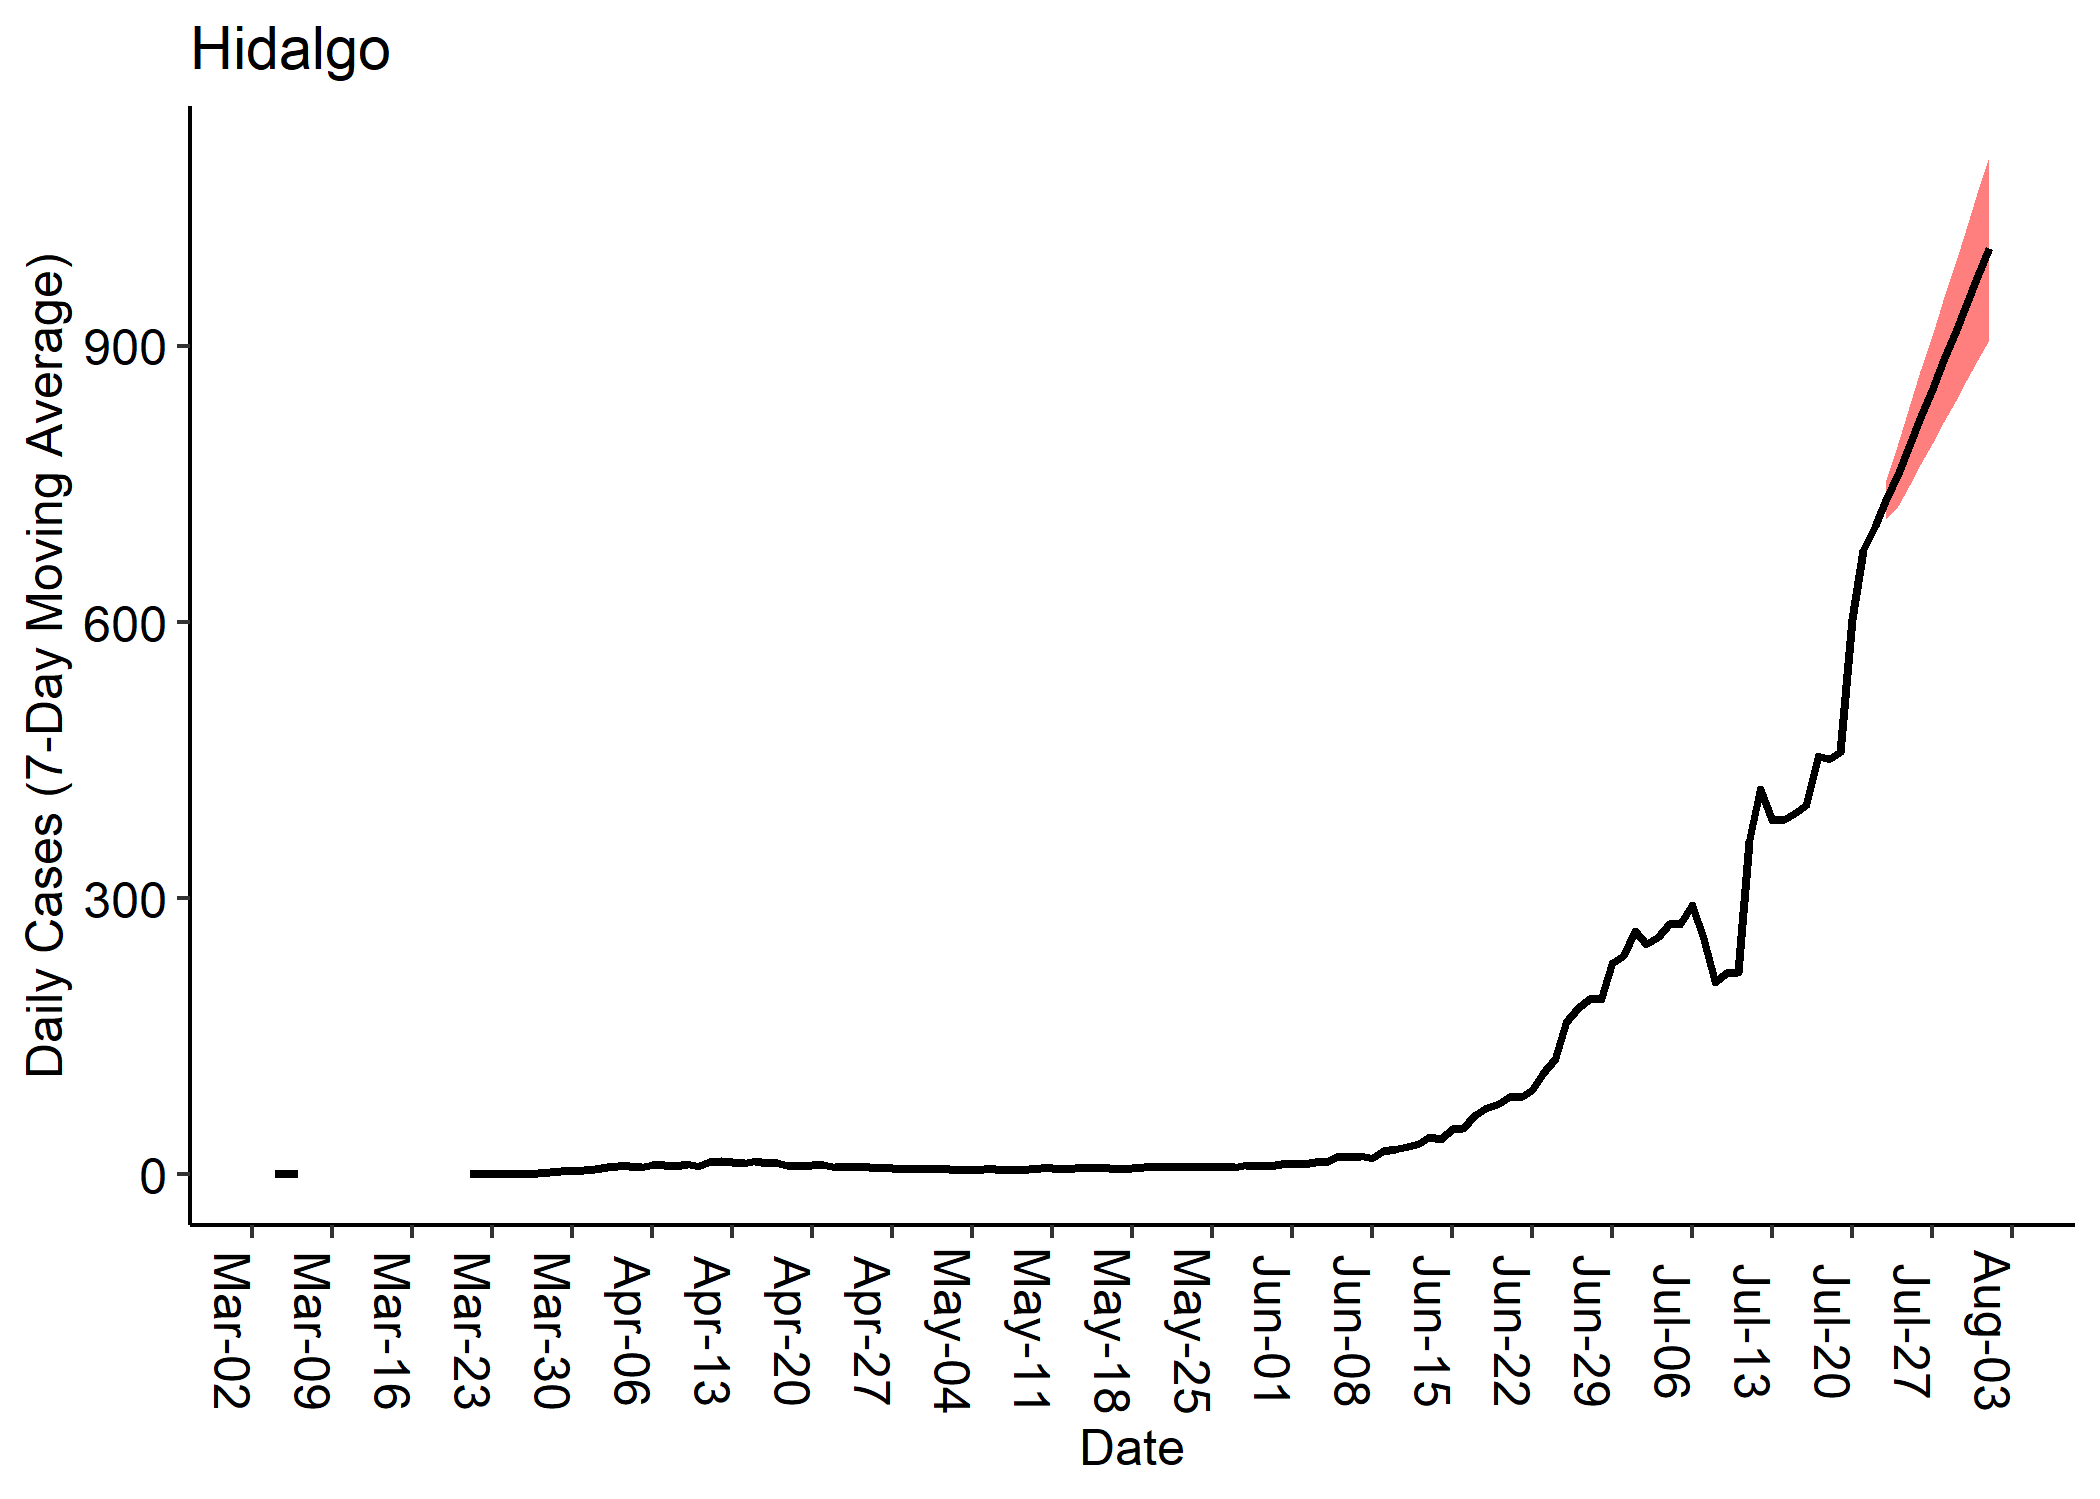 Hidalgo
Daily Cases (7-Day Moving Average)
900
600
300
0
Mar-02
Mar-09
Mar-16
Mar-23
Mar-30
Apr-06
Apr-13
Apr-20
Apr-27
May-04
May-11
May-18
May-25
Jun-01
Jun-08
Jun-15
Jun-22
Jun-29
Jul-06
Jul-13
Jul-20
Jul-27
Aug-03
Date